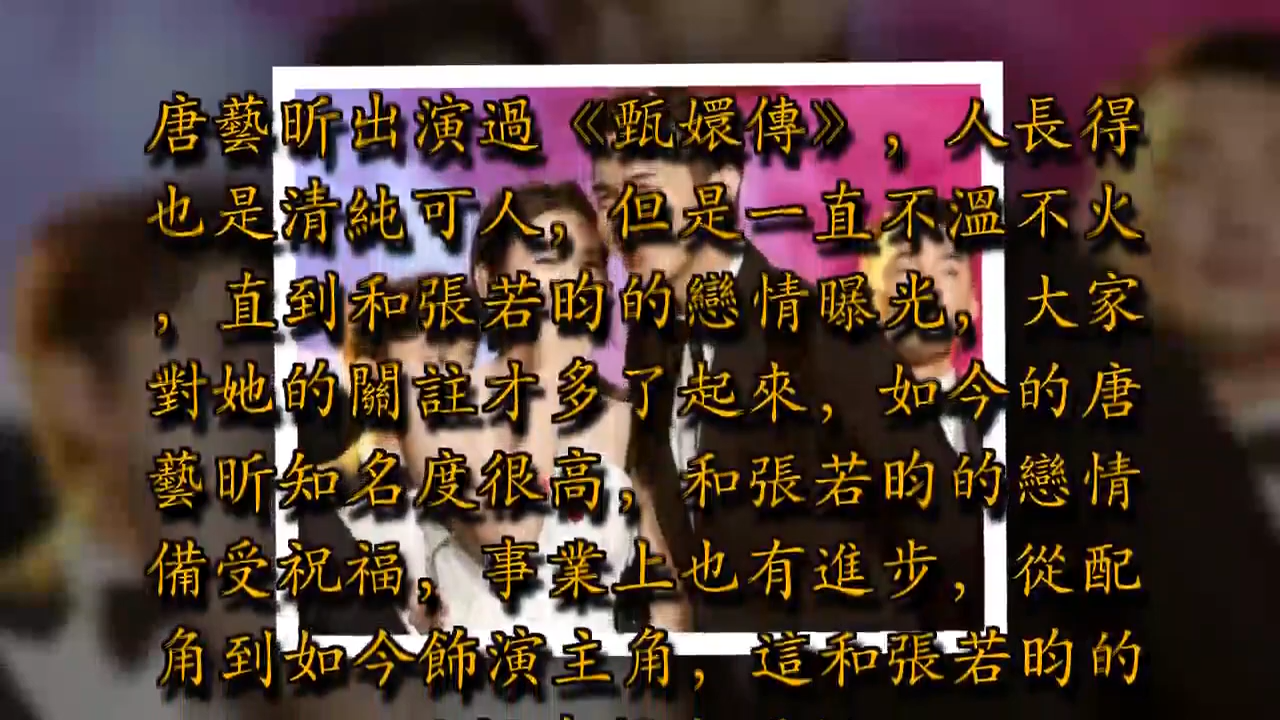 唐藝昕出演過《甄嬛傳》，人長得
也是清純可人，但是一直不溫不火
，直到和張若昀的戀情曝光，大家
對她的關註才多了起來，如今的唐
藝昕知名度很高，和張若昀的戀情
備受祝福，事業上也有進步，從配
角到如今飾演主角，這和張若昀的